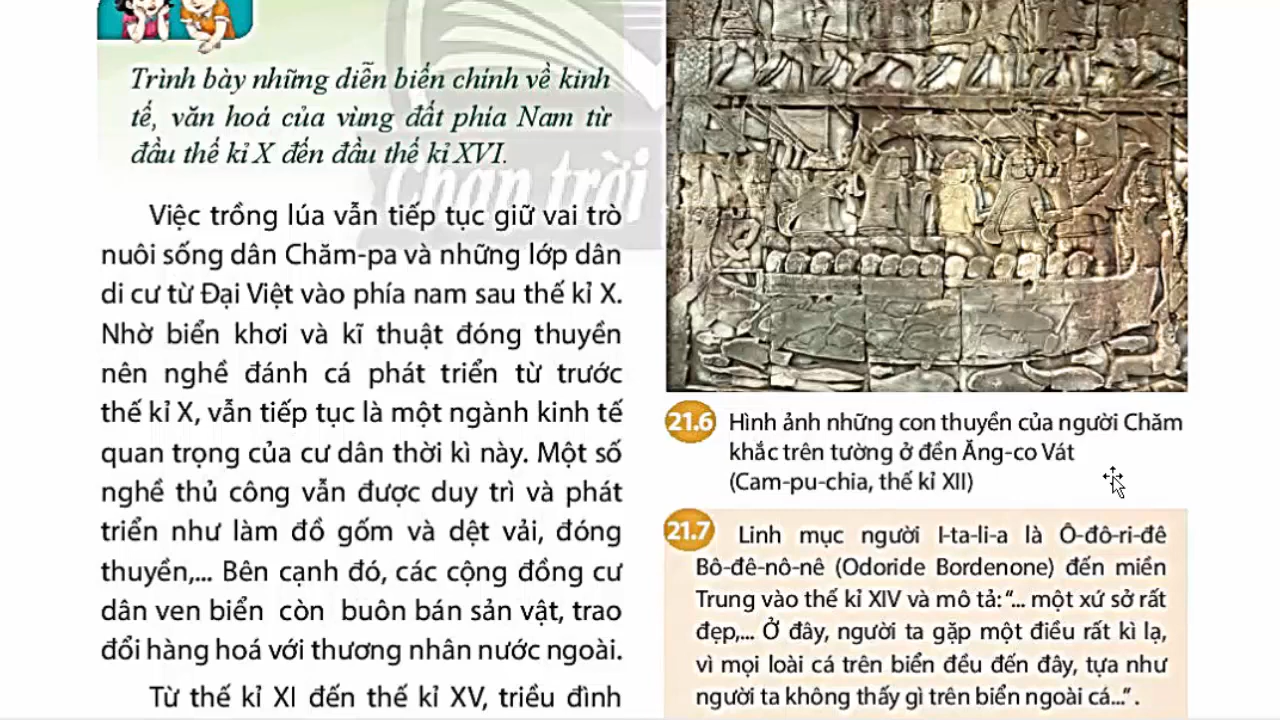 Trình bày những diễn biến chính về kinh
tế, văn hoá của vùng đất phía Nam từ
đầu thế kỉ X đến đầu thế kỉ XVI.
Chân trời
Việc trồng lúa vẫn tiếp tục giữ vai trò
nuôi sống dân Chăm-pa và những lớp dân
di cư từ Đại Việt vào phía nam sau thế kỉ X.
Nhờ biển khơi và kĩ thuật đóng thuyền
nên nghề đánh cá phát triển từ trước
thế kỉ X, vẫn tiếp tục là một ngành kinh tế
quan trọng của cư dân thời kì này. Một số
nghề thủ công vẫn được duy trì và phát
triển như làm đồ gốm và dệt vải, đóng
thuyền,... Bên cạnh đó, các cộng đồng cư
dân ven biển còn buôn bán sản vật, trao
đổi hàng hoá với thương nhân nước ngoài.
Từ thế kỉ XI đến thế kỉ XV, triều đình
21.6 Hình ảnh những con thuyền của người Chăm
khắc trên tường ở đền Ăng-co Vát
(Cam-pu-chia, thế kỉ XII)
21.7 Linh mục người I-ta-li-a là Ô-đô-ri-đê
Bô-đê-nô-nê (Odoride Bordenone) đến miền
Trung vào thế kỉ XIV và mô tả: “... một xứ sở rất
đẹp,... Ở đây, người ta gặp một điều rất kì lạ,
vì mọi loài cá trên biển đều đến đây, tựa như
người ta không thấy gì trên biển ngoài cá...” .